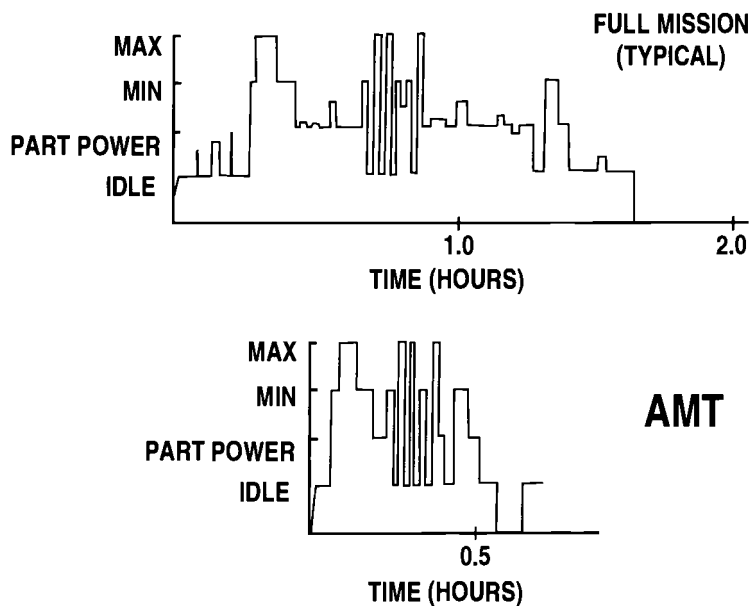 FULL MISSION
(TYPICAL)
MAX
MIN
PART POWER
IDLE
1.0
2.0
TIME (HOURS)
MAX
MIN
AMT
PART POWER
IDLE
0.5
TIME (HOURS)